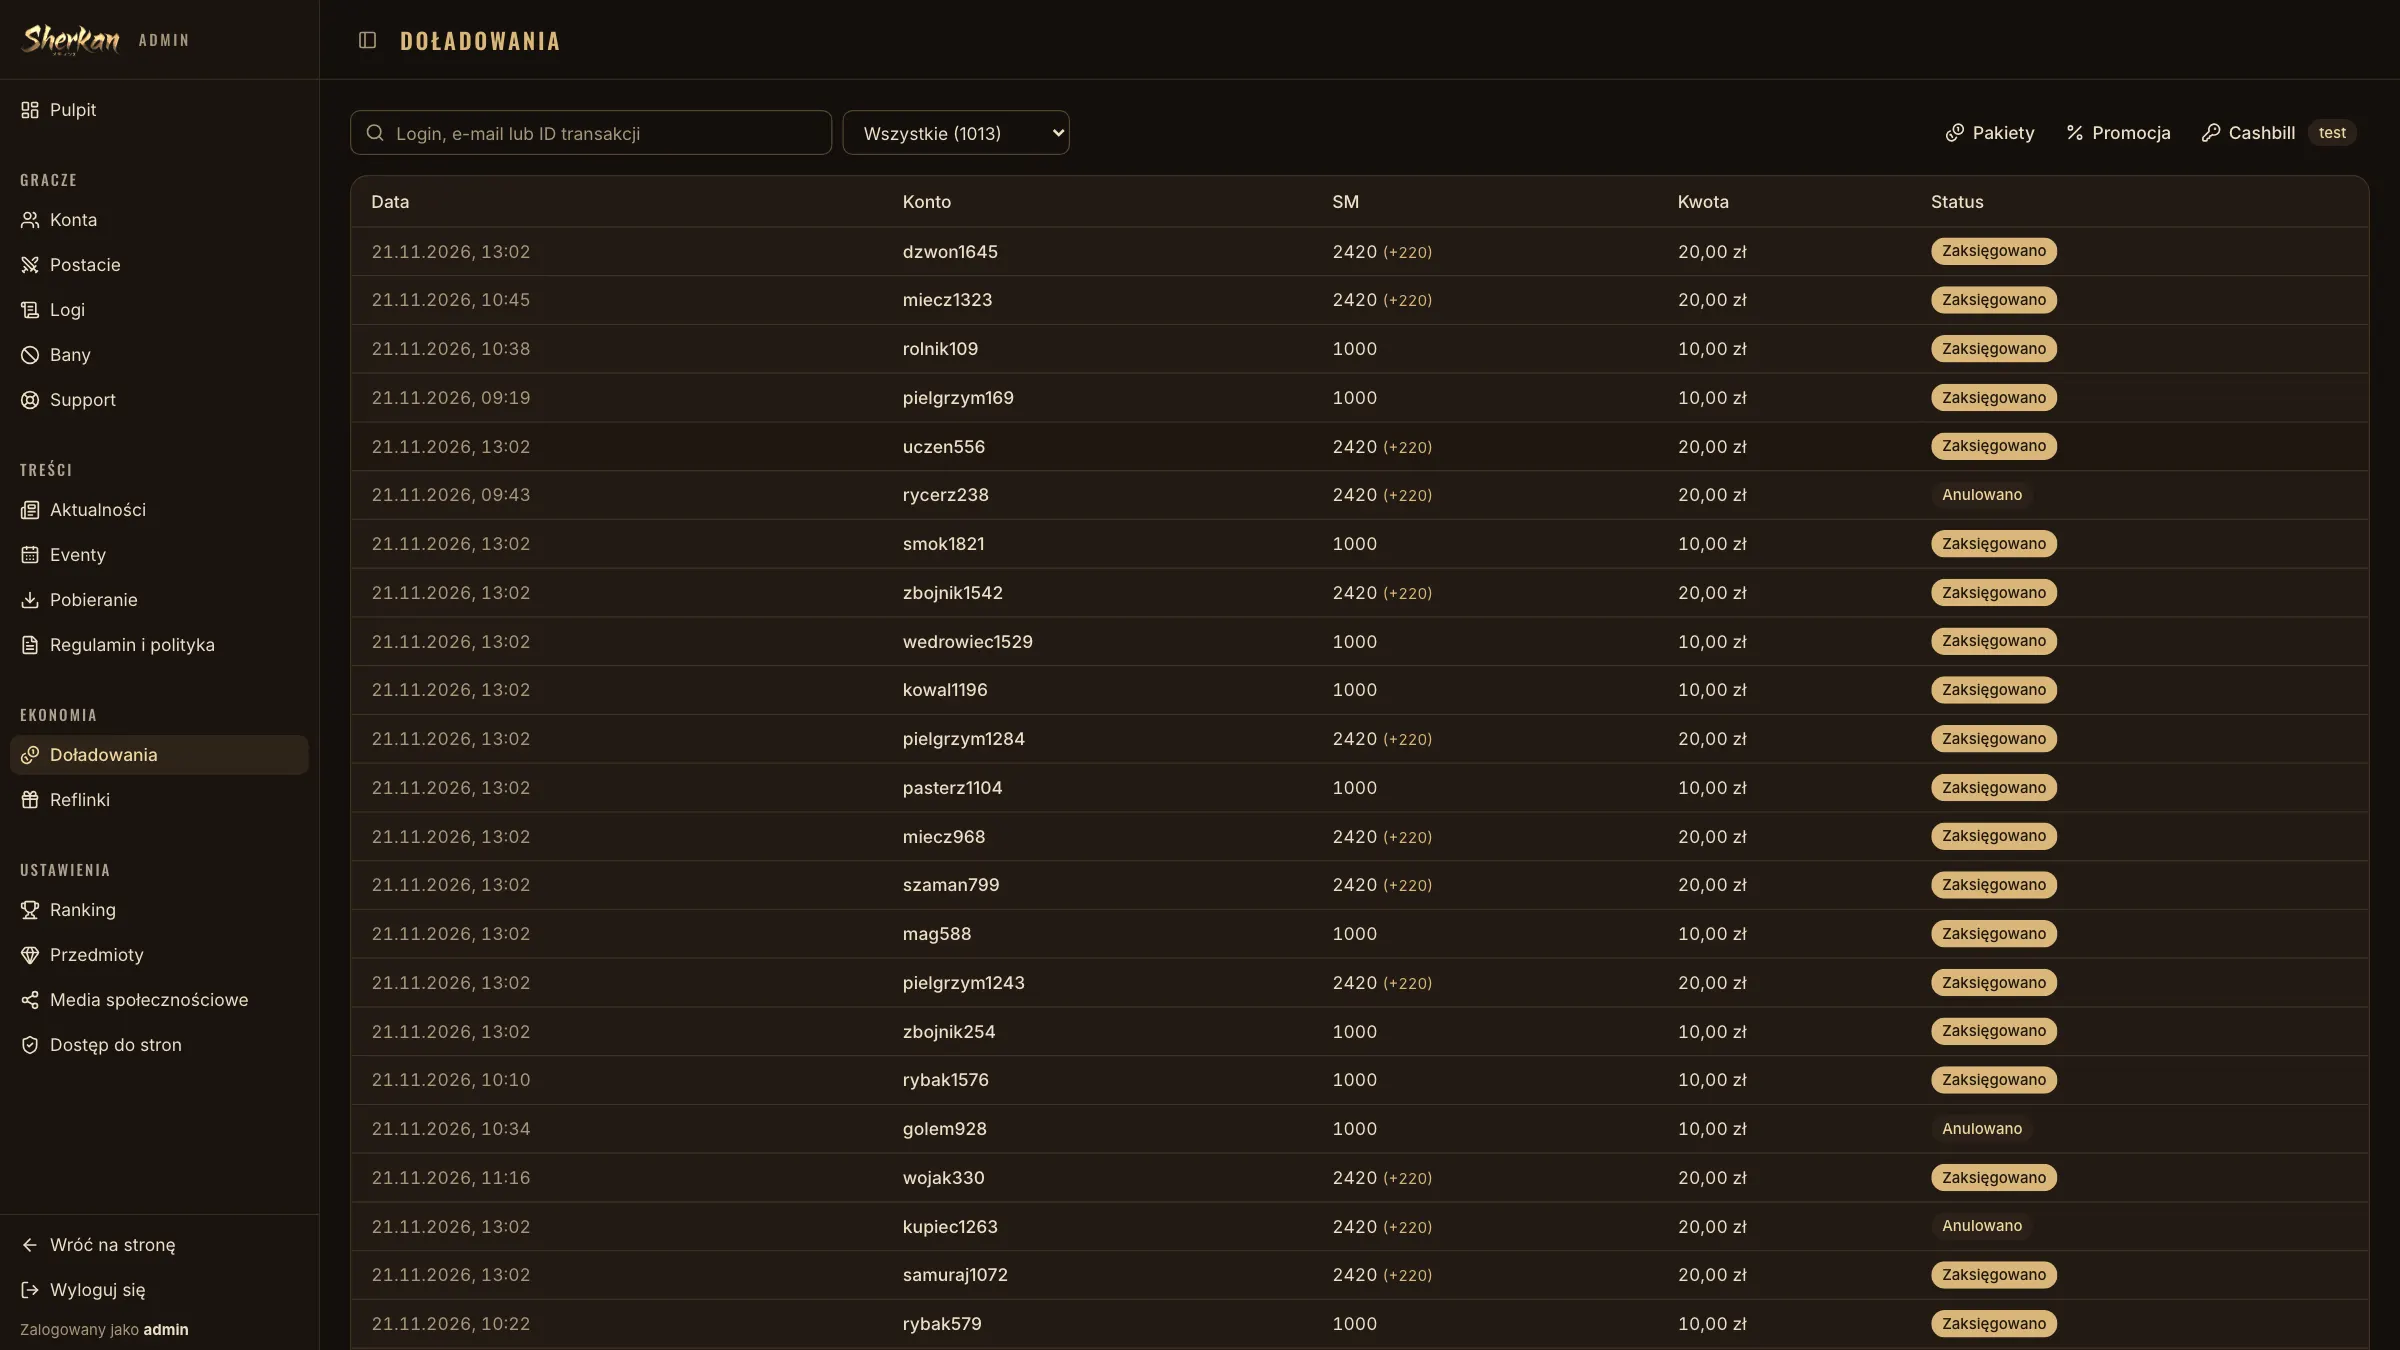 Sherkan ADMIN
DOŁADOWANIA
Pulpit
GRACZE
Konta
Postacie
Logi
Bany
Support
TREŚCI
Aktualności
Eventy
Pobieranie
Regulamin i polityka
EKONOMIA
Doładowania
Reflinki
USTAWIENIA
Ranking
Przedmioty
Media społecznościowe
Dostęp do stron
Wróć na stronę
Wyloguj się
Zalogowany jako admin
Login, e-mail lub ID transakcji Wszystkie (1013) Pakiety Promocja Cashbill test
Data Konto SM Kwota Status
21.11.2026, 13:02 dzwon1645 2420 (+220) 20,00 zł Zaksięgowano
21.11.2026, 10:45 miecz1323 2420 (+220) 20,00 zł Zaksięgowano
21.11.2026, 10:38 rolnik109 1000 10,00 zł Zaksięgowano
21.11.2026, 09:19 pielgrzym169 1000 10,00 zł Zaksięgowano
21.11.2026, 13:02 uczen556 2420 (+220) 20,00 zł Zaksięgowano
21.11.2026, 09:43 rycerz238 2420 (+220) 20,00 zł Anulowano
21.11.2026, 13:02 smok1821 1000 10,00 zł Zaksięgowano
21.11.2026, 13:02 zbojnik1542 2420 (+220) 20,00 zł Zaksięgowano
21.11.2026, 13:02 wedrowiec1529 1000 10,00 zł Zaksięgowano
21.11.2026, 13:02 kowal1196 1000 10,00 zł Zaksięgowano
21.11.2026, 13:02 pielgrzym1284 2420 (+220) 20,00 zł Zaksięgowano
21.11.2026, 13:02 pasterz1104 1000 10,00 zł Zaksięgowano
21.11.2026, 13:02 miecz968 2420 (+220) 20,00 zł Zaksięgowano
21.11.2026, 13:02 szaman799 2420 (+220) 20,00 zł Zaksięgowano
21.11.2026, 13:02 mag588 1000 10,00 zł Zaksięgowano
21.11.2026, 13:02 pielgrzym1243 2420 (+220) 20,00 zł Zaksięgowano
21.11.2026, 13:02 zbojnik254 1000 10,00 zł Zaksięgowano
21.11.2026, 10:10 rybak1576 1000 10,00 zł Zaksięgowano
21.11.2026, 10:34 golem928 1000 10,00 zł Anulowano
21.11.2026, 11:16 wojak330 2420 (+220) 20,00 zł Zaksięgowano
21.11.2026, 13:02 kupiec1263 2420 (+220) 20,00 zł Anulowano
21.11.2026, 13:02 samuraj1072 2420 (+220) 20,00 zł Zaksięgowano
21.11.2026, 10:22 rybak579 1000 10,00 zł Zaksięgowano